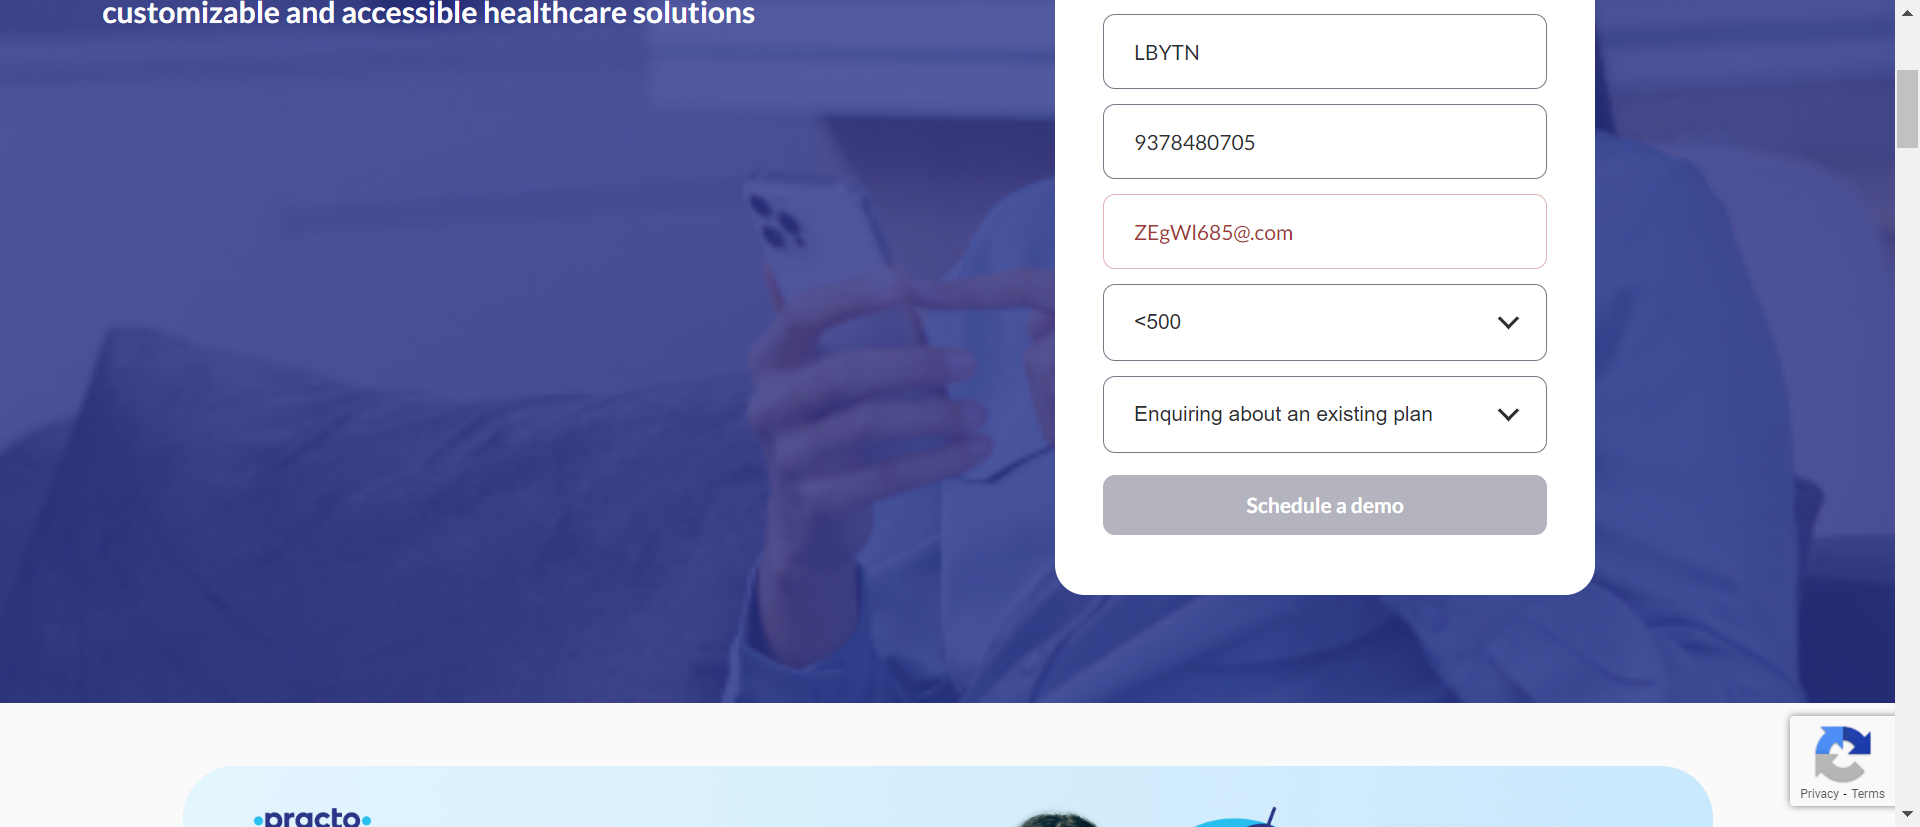 customizable and accessible healthcare solutions
LBYTN
9378480705
ZEgWI685@.com
<500
Enquiring about an existing plan
Schedule a demo
Privacy - Terms
practo